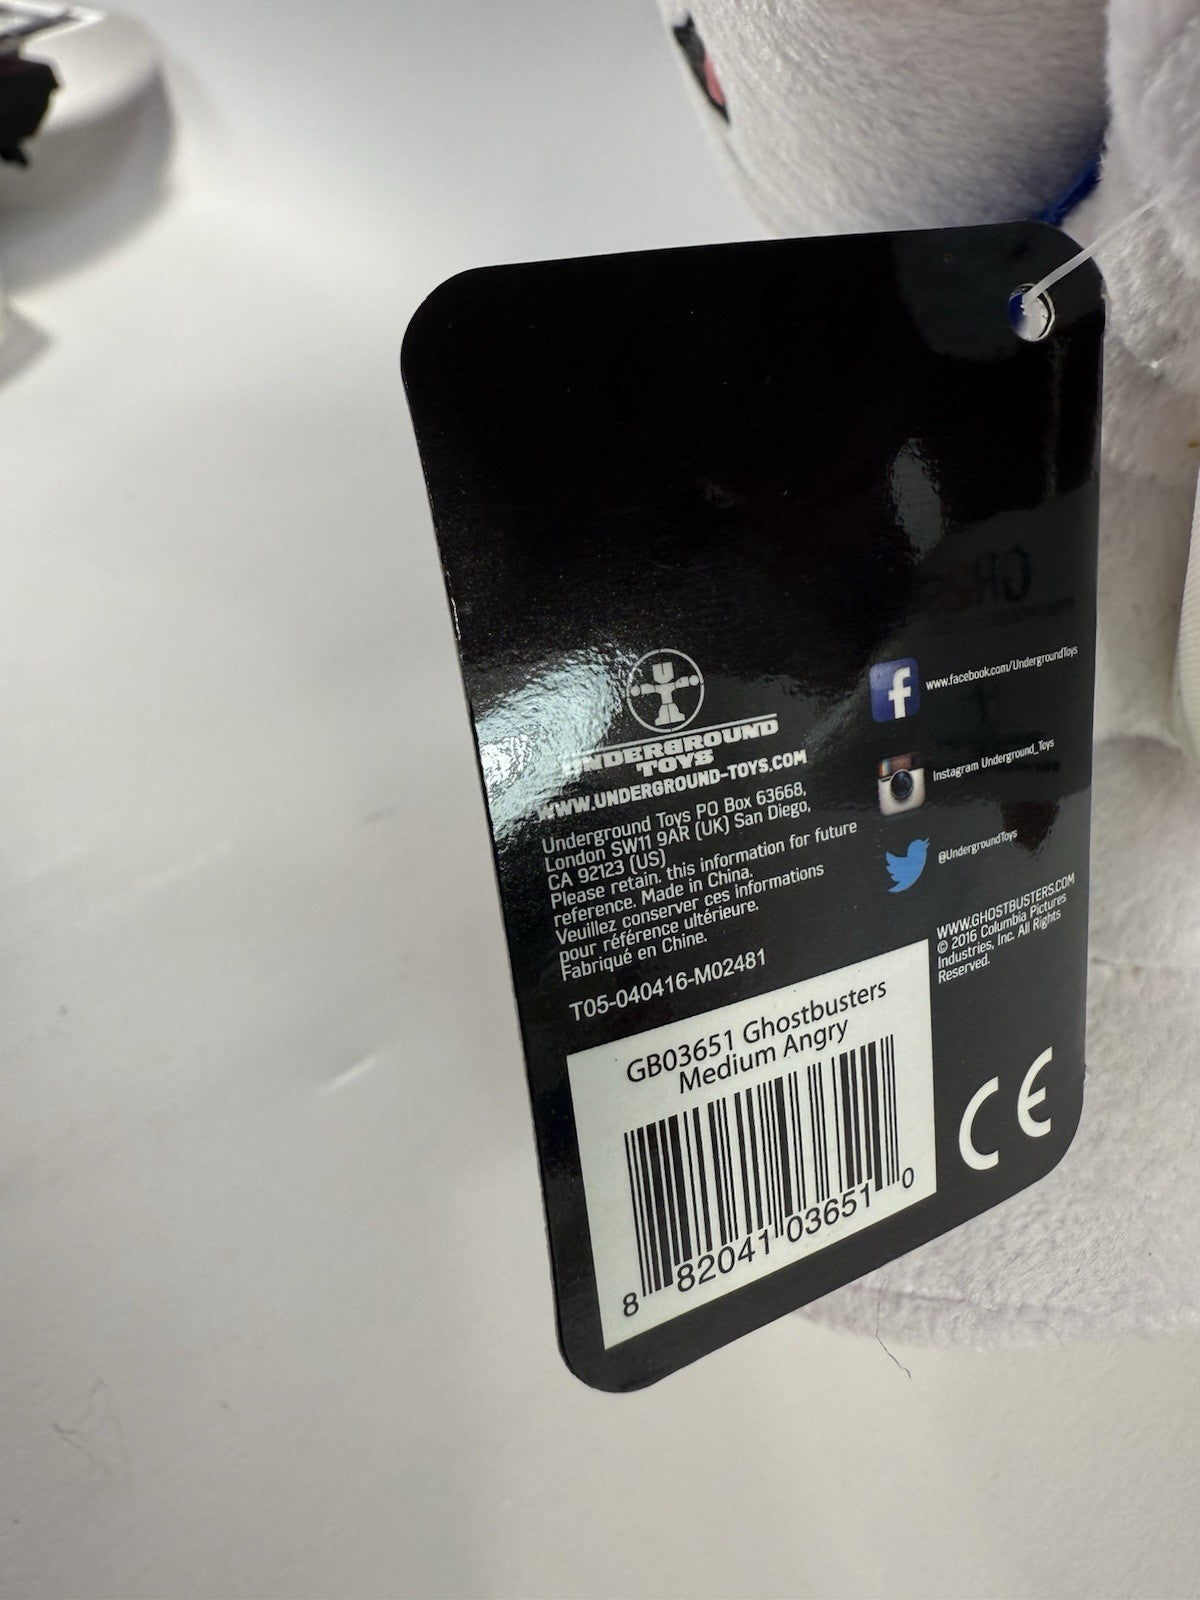 UNDERGROUND
TOYS
WWW.UNDERGROUND-TOYS.COM
Underground Toys PO Box 63668,
London SW11 9AR (UK) San Diego,
CA 92123 (US)
Please retain. this information for future
reference. Made in China.
Veuillez conserver ces informations
pour référence ultérieure.
Fabriqué en Chine.
T05-040416-M02481
www.facebook.com/UndergroundToys
Instagram Underground_Toys
@UndergroundToys
WWW.GHOSTBUSTERS.COM
© 2016 Columbia Pictures
Industries, Inc. All Rights
Reserved.
GB03651 Ghostbusters
Medium Angry
8 82041 03651 0
CE